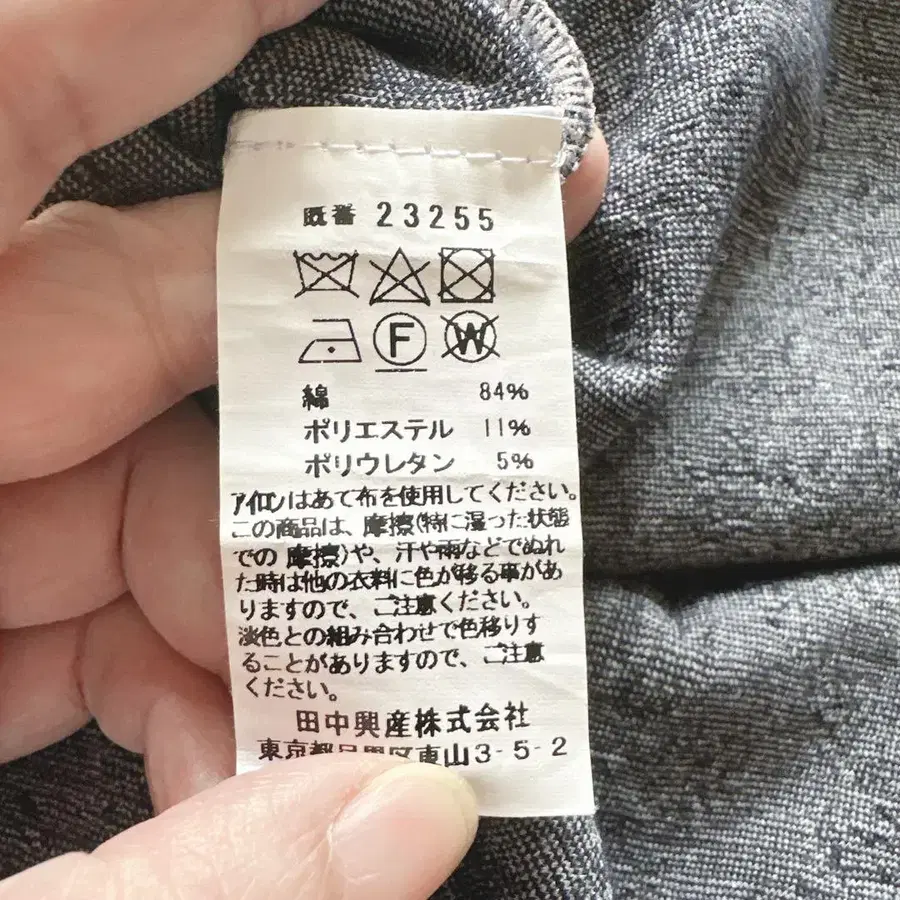 既番 23255
F W
綿 84%
ポリエステル 11%
ポリウレタン 5%
アイロンはあて布を使用してください。
この商品は、摩擦(特に湿った状態
での 摩擦)や、汗や雨などでぬれ
た時は他の衣料に色が移る事があ
りますので、ご注意ください。
淡色との組み合わせで色移りす
ることがありますので、ご注意
ください。
田中興産株式会社
東京都品 区東山3-5-2